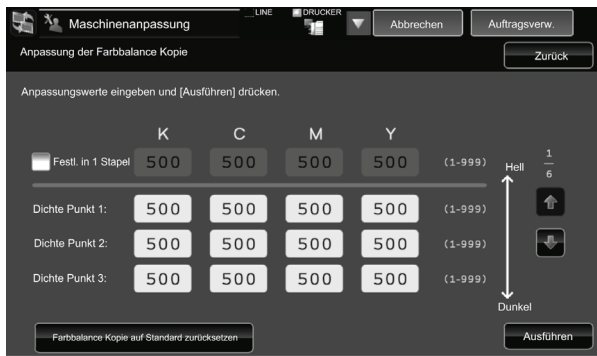 Maschinenanpassung
LINE
DRUCKER
Abbrechen
Auftragsverw.
Anpassung der Farbbalance Kopie
Zurück
Anpassungswerte eingeben und [Ausführen] drücken.
K C M Y
Festl. in 1 Stapel 500 500 500 500 (1-999)
Hell
1
6
Dichte Punkt 1: 500 500 500 500 (1-999)
Dichte Punkt 2: 500 500 500 500 (1-999)
Dichte Punkt 3: 500 500 500 500 (1-999)
Dunkel
Farbbalance Kopie auf Standard zurücksetzen
Ausführen